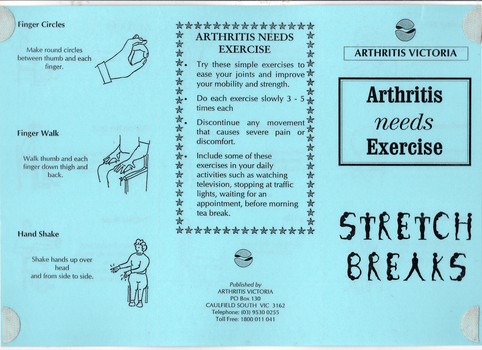 Finger Circles
Make round circles
between thumb and each
finger.
Finger Walk
Walk thumb and each
finger down thigh and
back.
Hand Shake
Shake hands up over
head
and from side to side.
ARTHRITIS NEEDS
EXERCISE
Try these simple exercises to
ease your joints and improve
your mobility and strength.
Do each exercise slowly 3 - 5
times each
Discontinue any movement
that causes severe pain or
discomfort.
Include some of these
exercises in your daily
activities such as watching
television, stopping at traffic
lights, waiting for an
appointment, before morning
tea break.
Published by
ARTHRITIS VICTORIA
PO Box 130
CAULFIELD SOUTH VIC 3162
Telephone: (03) 9530 0255
Toll Free: 1800 011 041
ARTHRITIS VICTORIA
Arthritis
needs
Exercise
STRETCH
BREAKS